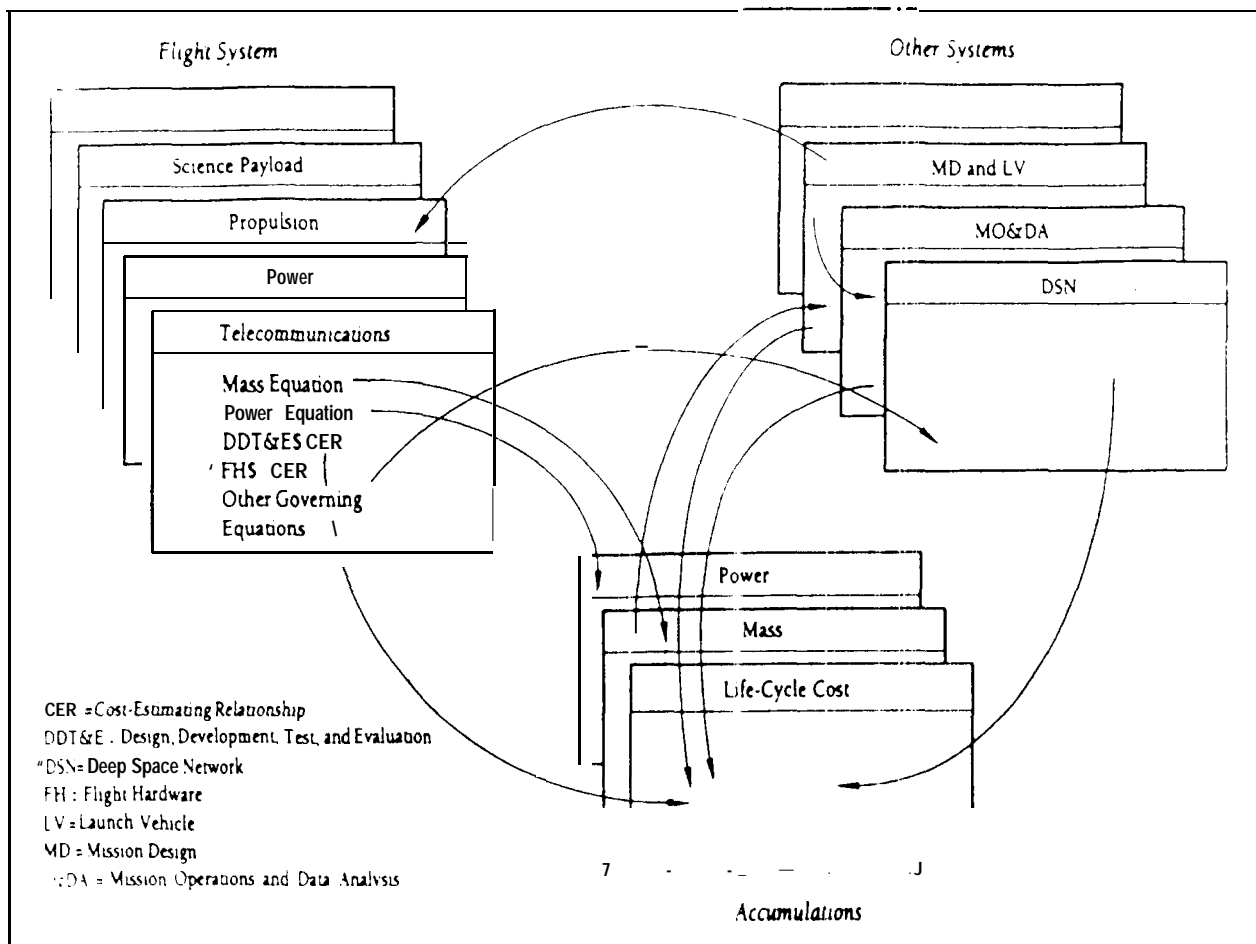 Flight System
Science Payload
Propulsion
Power
Telecommunications
Mass Equation
Power Equation
DDT&ES CER
FHS CER
Other Governing
Equations
Other Systems
MD and LV
MO&DA
DSN
Power
Mass
Life-Cycle Cost
Accumulations
CER =Cost-Estimating Relationship
DDT&E . Design, Development, Test, and Evaluation
"DSN= Deep Space Network
FH : Flight Hardware
LV = Launch Vehicle
MD = Mission Design
= Mission Operations and Data Analysis